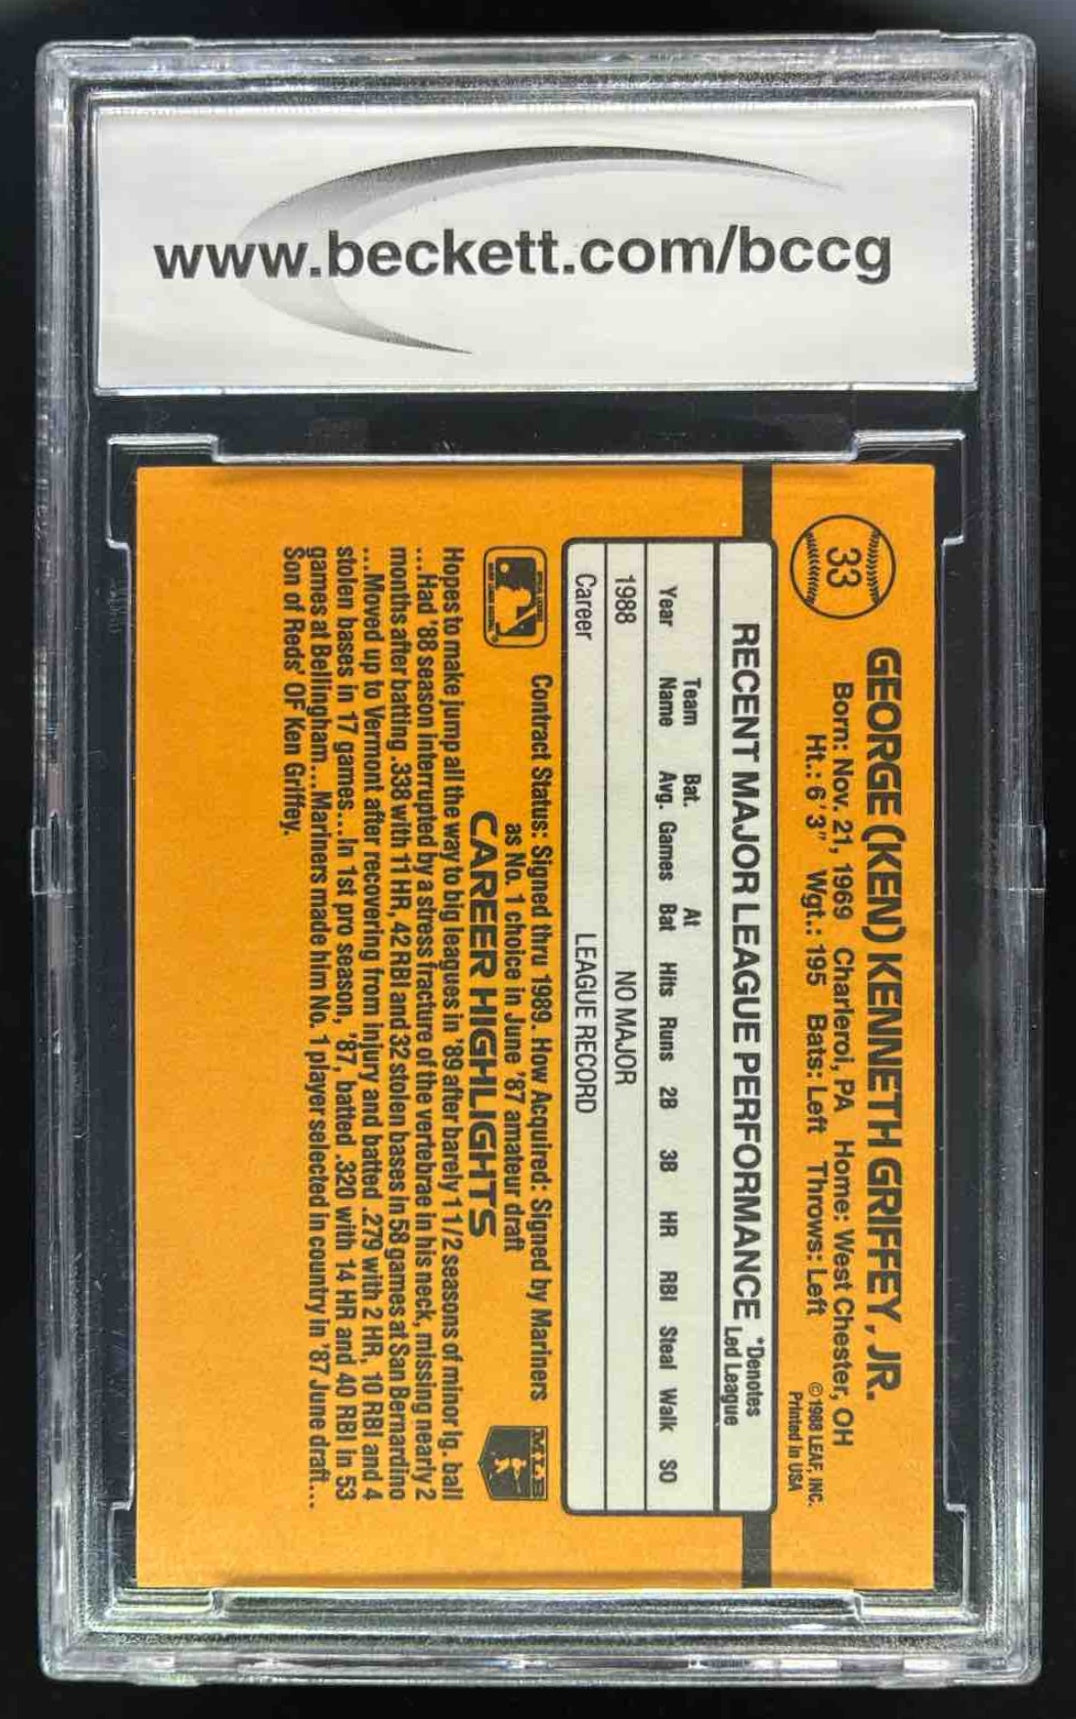 www.beckett.com/bccg
33
GEORGE (KEN) KENNETH GRIFFEY, JR.
Born: Nov. 21, 1969 Charleroi, PA Home: West Chester, OH
Ht.: 6'3" Wgt.: 195 Bats: Left Throws: Left
© 1988 LEAF, INC.
Printed in USA
RECENT MAJOR LEAGUE PERFORMANCE
*Denotes
Led League
Year Team Name Bat. Avg. Games At Bat Hits Runs 2B 3B HR RBI Steal Walk SO
1988 NO MAJOR
Career LEAGUE RECORD
Contract Status: Signed thru 1989. How Acquired: Signed by Mariners
as No. 1 choice in June '87 amateur draft
CAREER HIGHLIGHTS
MLB
Hopes to make jump all the way to big leagues in '89 after barely 1 1/2 seasons of minor lg. ball
...Had '88 season interrupted by a stress fracture of the vertebrae in his neck, missing nearly 2
months after batting .338 with 11 HR, 42 RBI and 32 stolen bases in 58 games at San Bernardino
...Moved up to Vermont after recovering from injury and batted .279 with 2 HR, 10 RBI and 4
stolen bases in 17 games...In 1st pro season, '87, batted .320 with 14 HR and 40 RBI in 53
games at Bellingham...Mariners made him No. 1 player selected in country in '87 June draft...
Son of Reds' OF Ken Griffey.